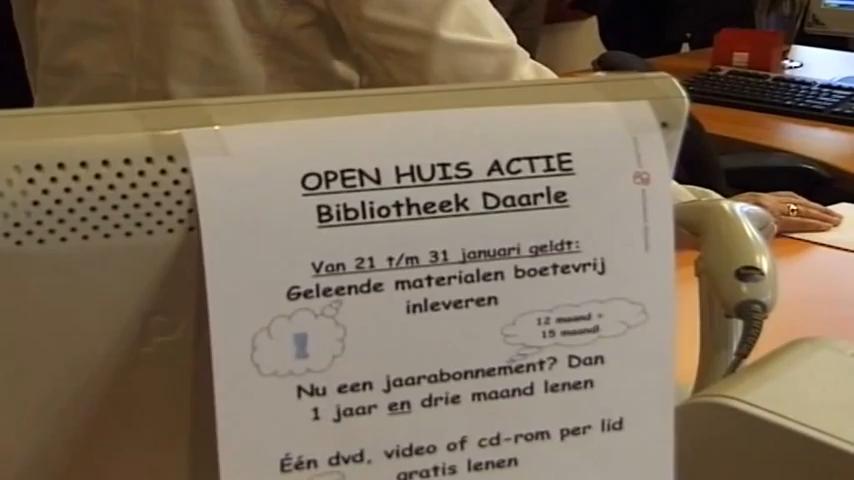 OPEN HUIS ACTIE
Bibliotheek Daarle
Van 21 t/m 31 januari geldt:
Geleende materialen boetevrij
inleveren
12 maand =
15 maand!
Nu een jaarabonnement? Dan
1 jaar en drie maand lenen
Één dvd, video of cd-rom per lid
gratis lenen